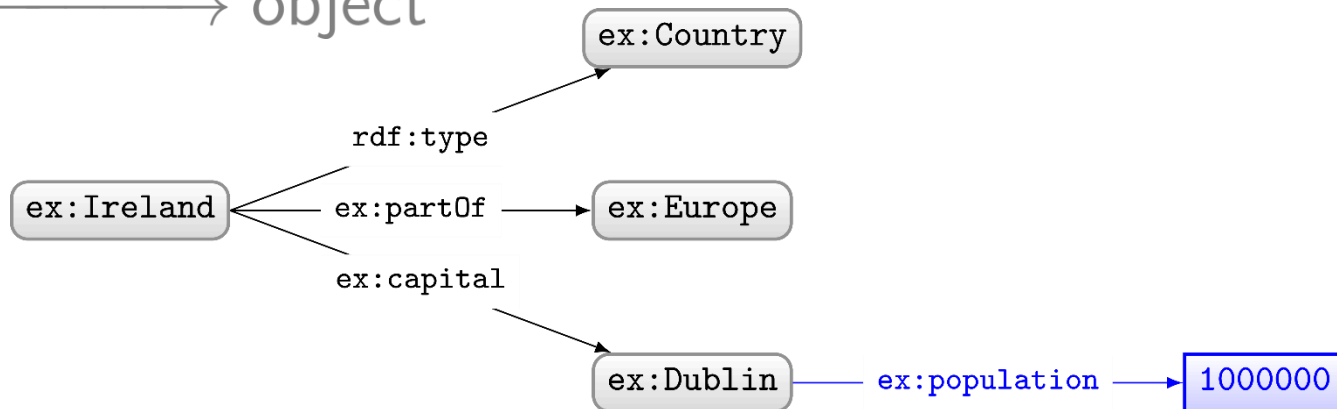 object
ex:Country
rdf:type
ex:Ireland ex:partOf ex:Europe
ex:capital
ex:Dublin ex:population 1000000